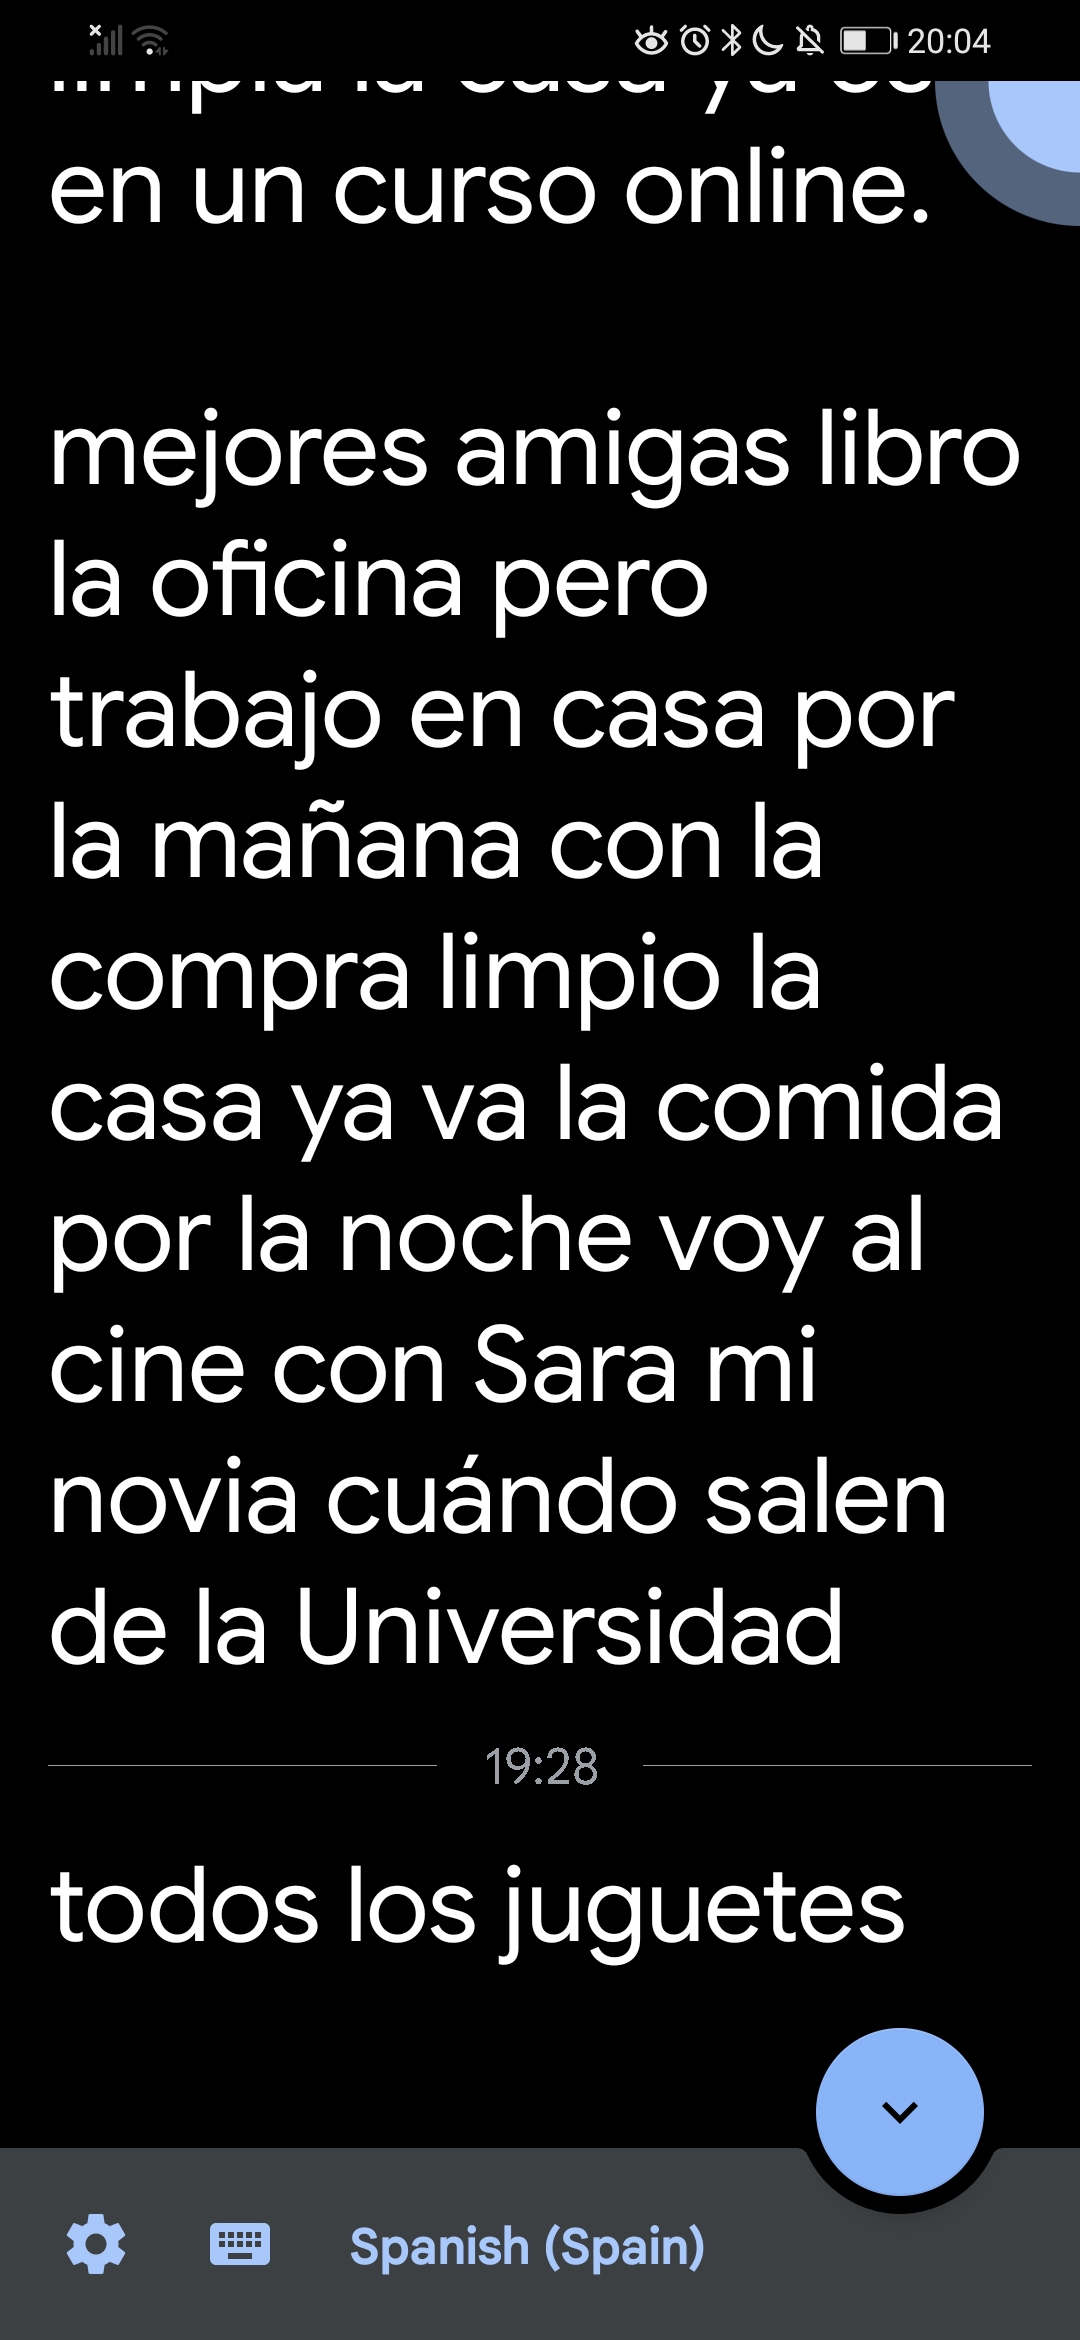 20:04
en un curso online.
mejores amigas libro
la oficina pero
trabajo en casa por
la mañana con la
compra limpio la
casa ya va la comida
por la noche voy al
cine con Sara mi
novia cuándo salen
de la Universidad
19:28
todos los juguetes
Spanish (Spain)